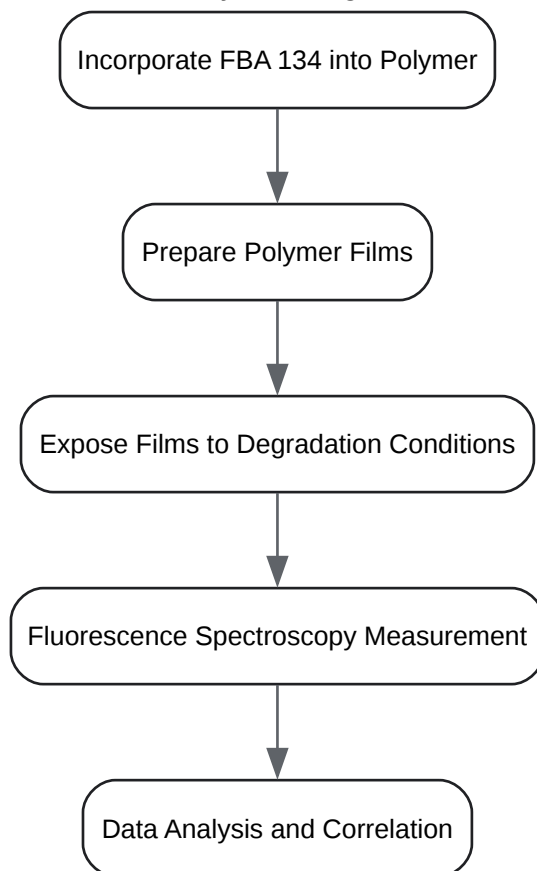 Incorporate FBA 134 into Polymer
Prepare Polymer Films
Expose Films to Degradation Conditions
Fluorescence Spectroscopy Measurement
Data Analysis and Correlation